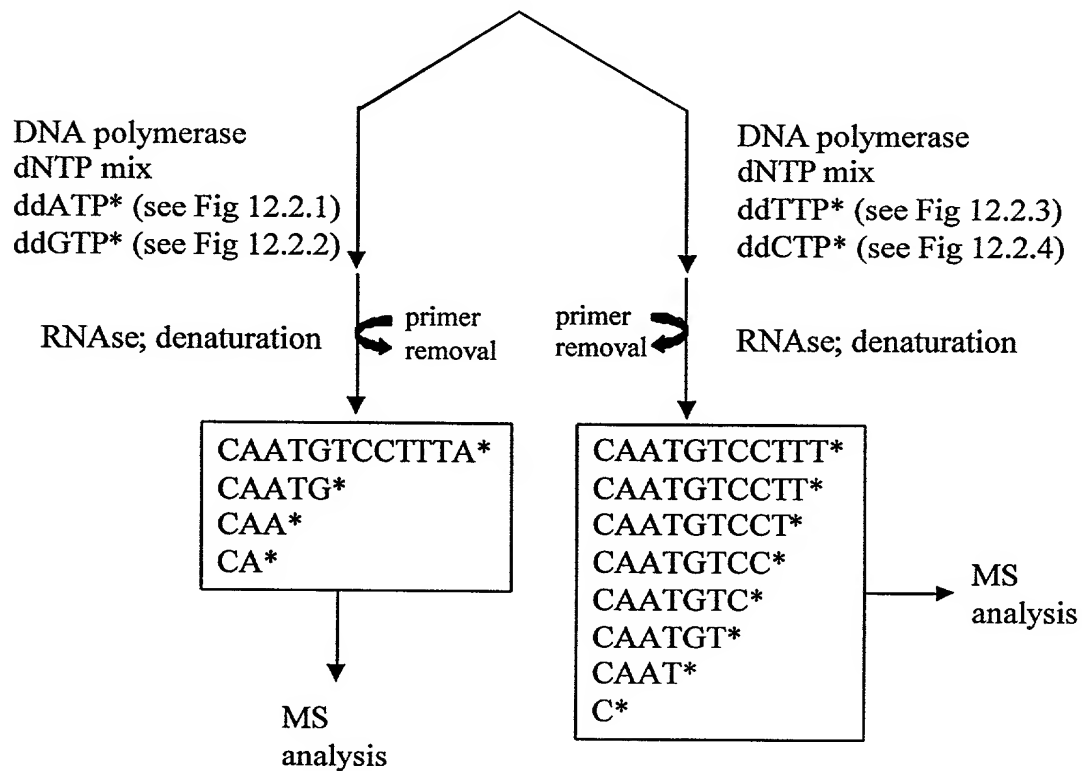 DNA polymerase
dNTP mix
ddATP* (see Fig 12.2.1)
ddGTP* (see Fig 12.2.2)
DNA polymerase
dNTP mix
ddTTP* (see Fig 12.2.3)
ddCTP* (see Fig 12.2.4)
RNAse; denaturation
primer
removal
primer
removal
RNAse; denaturation
CAATGTCCTTTA*
CAATG*
CAA*
CA*
MS
analysis
CAATGTCCTTT*
CAATGTCCTT*
CAATGTCCT*
CAATGTCC*
CAATGTC*
CAATGT*
CAAT*
C*
MS
analysis